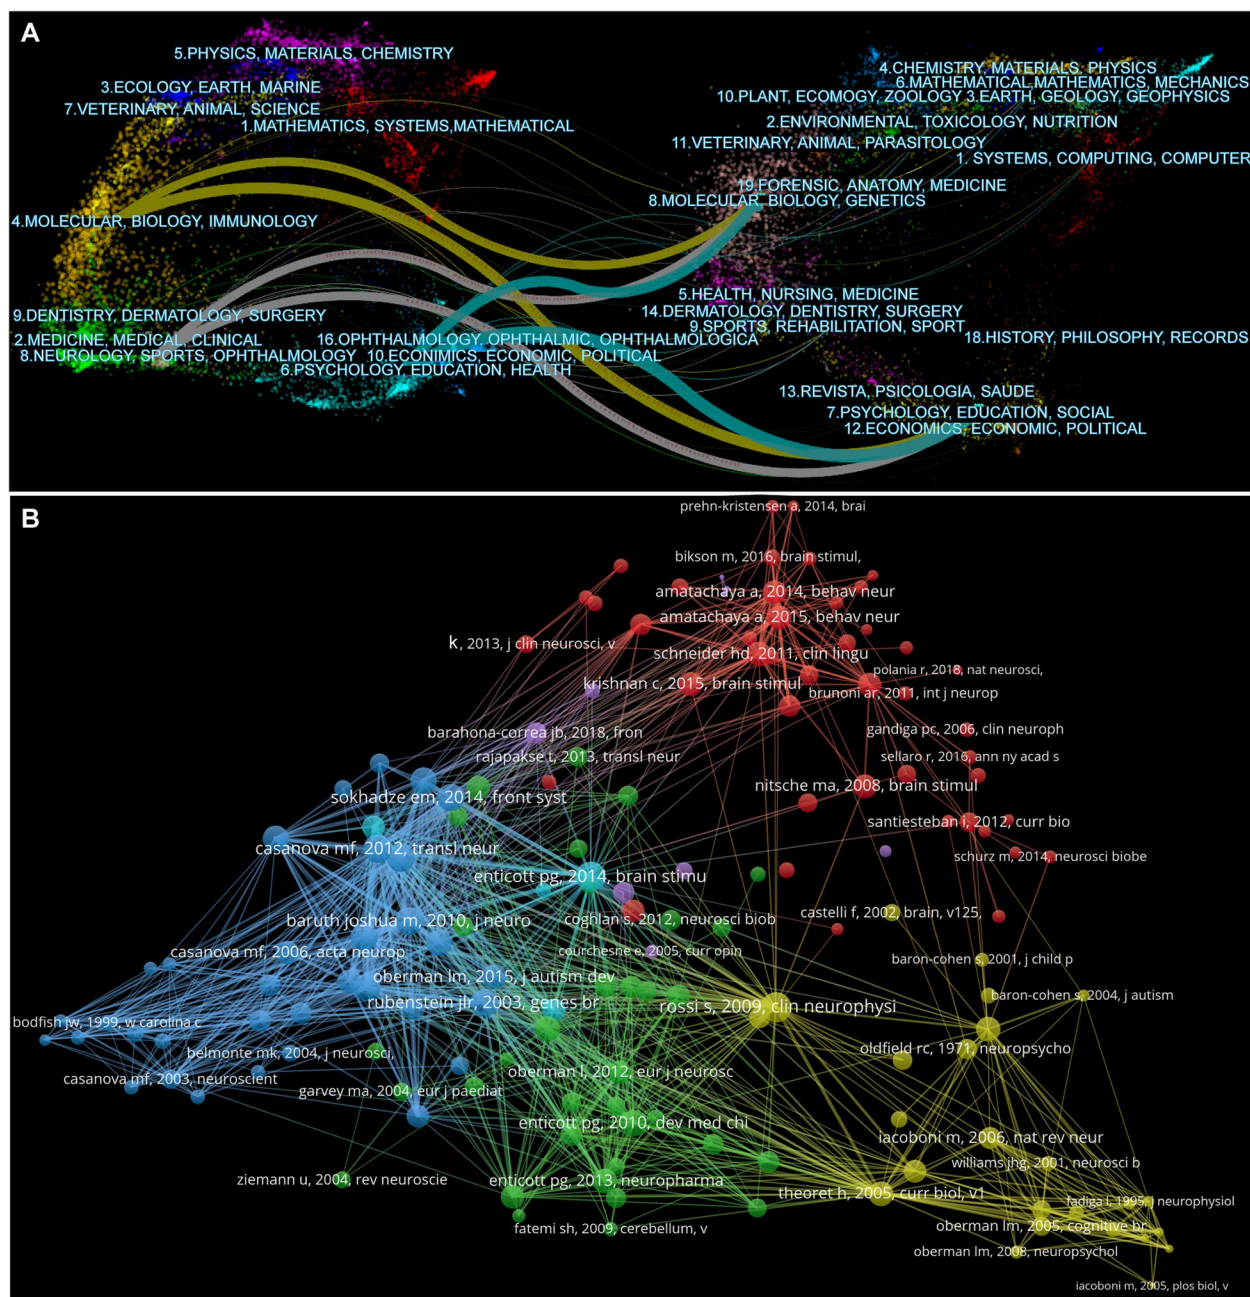 A
5.PHYSICS, MATERIALS, CHEMISTRY
3.ECOLOGY, EARTH, MARINE
7.VETERINARY, ANIMAL, SCIENCE
1.MATHEMATICS, SYSTEMS,MATHEMATICAL
4.MOLECULAR, BIOLOGY, IMMUNOLOGY
9.DENTISTRY, DERMATOLOGY, SURGERY
2.MEDICINE, MEDICAL, CLINICAL
8.NEUROLOGY, SPORTS, OPHTHALMOLOGY
16.OPHTHALMOLOGY, OPHTHALMIC, OPHTHALMOLOGICA
10.ECONIMICS, ECONOMIC, POLITICAL
6.PSYCHOLOGY, EDUCATION, HEALTH
4.CHEMISTRY, MATERIALS, PHYSICS
6.MATHEMATICAL,MATHEMATICS, MECHANICS
10.PLANT, ECOMOGY, ZOOLOGY
3.EARTH, GEOLOGY, GEOPHYSICS
2.ENVIRONMENTAL, TOXICOLOGY, NUTRITION
11.VETERINARY, ANIMAL, PARASITOLOGY
1. SYSTEMS, COMPUTING, COMPUTER
19.FORENSIC, ANATOMY, MEDICINE
8.MOLECULAR, BIOLOGY, GENETICS
5.HEALTH, NURSING, MEDICINE
14.DERMATOLOGY, DENTISTRY, SURGERY
9.SPORTS, REHABILITATION, SPORT
18.HISTORY, PHILOSOPHY, RECORDS
13.REVISTA, PSICOLOGIA, SAUDE
7.PSYCHOLOGY, EDUCATION, SOCIAL
12.ECONOMICS, ECONOMIC, POLITICAL
B
prehn-kristensen a, 2014, brai
bikson m, 2016, brain stimul,
amatachaya a, 2014, behav neur
amatachaya a, 2015, behav neur
k, 2013, j clin neurosci, v
schneider hd, 2011, clin lingu
polania r, 2018, nat neurosci,
krishnan c, 2015, brain stimul
brunoni ar, 2011, int j neurop
barahona-correa jb, 2018, fron
gandiga pc, 2006, clin neuroph
rajapakse t, 2013, transl neur
sellaro r, 2016, ann ny acad s
nitsche ma, 2008, brain stimul
sokhadze em, 2014, front syst
santiesteban i, 2012, curr bio
casanova mf, 2012, transl neur
schurz m, 2014, neurosci biobe
enticott pg, 2014, brain stimu
baruth joshua m, 2010, j neuro
coghlan s, 2012, neurosci biob
castelli f, 2002, brain, v125,
casanova mf, 2006, acta neurop
courchesne e, 2005, curr opin
baron-cohen s, 2001, j child p
oberman lm, 2015, j autism dev
baron-cohen s, 2004, j autism
rubenstein jlr, 2003, genes br
rossi s, 2009, clin neurophysi
bodfish jw, 1999, w carolina c
belmonte mk, 2004, j neurosci,
oldfield rc, 1971, neuropsycho
casanova mf, 2003, neuroscient
oberman l, 2012, eur j neurosc
garvey ma, 2004, eur j paediat
enticott pg, 2010, dev med chi
iacoboni m, 2006, nat rev neur
williams jhg, 2001, neurosci b
ziemann u, 2004, rev neuroscie
enticott pg, 2013, neuropharma
theoret h, 2005, curr biol, v1
fadiga l, 1995, j neurophysiol
fatemi sh, 2009, cerebellum, v
oberman lm, 2005, cognitive br
oberman lm, 2008, neuropsychol
iacoboni m, 2005, plos biol, v